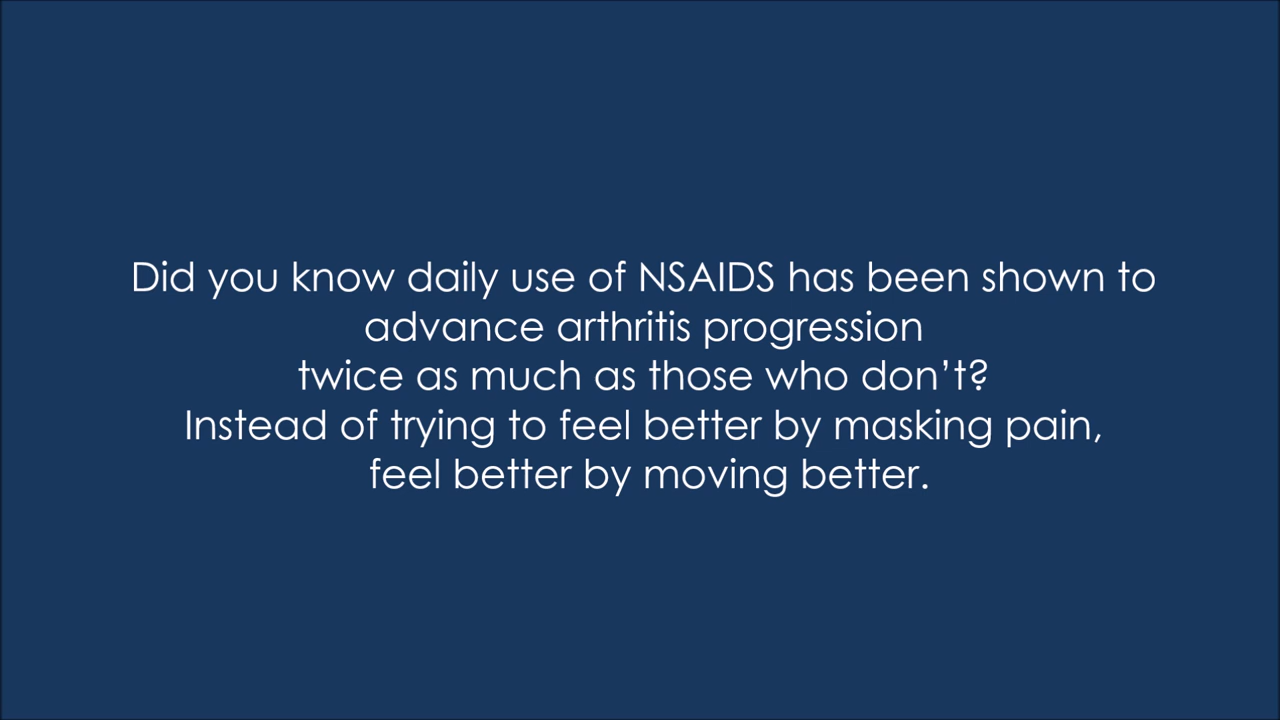 Did you know daily use of NSAIDS has been shown to
advance arthritis progression
twice as much as those who don't?
Instead of trying to feel better by masking pain,
feel better by moving better.